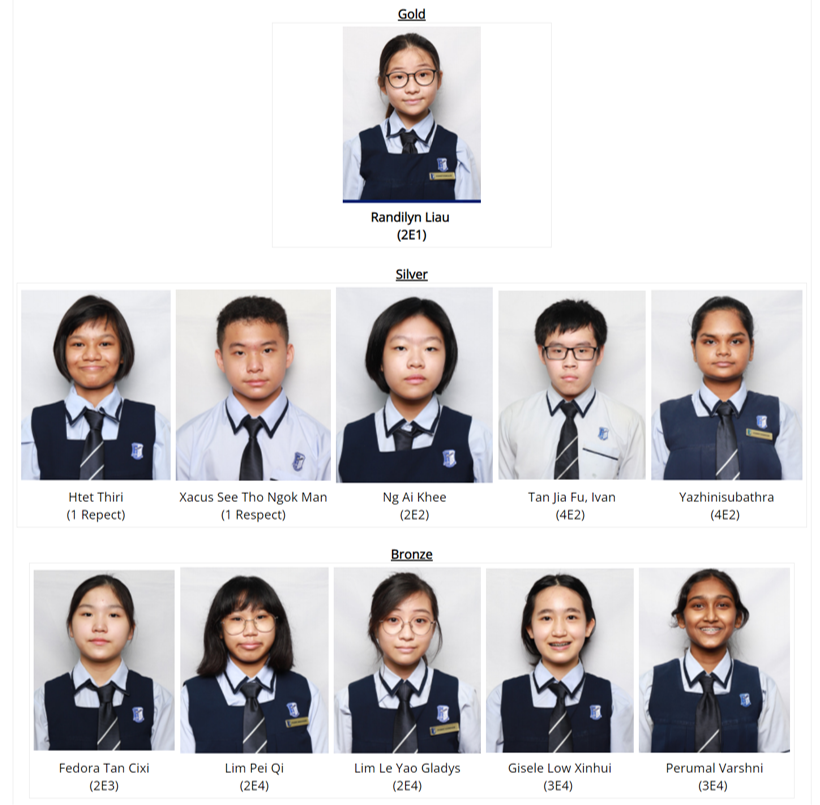 Gold
Randilyn Liau
(2E1)
Silver
Htet Thiri
(1 Repect)
Xacus See Tho Ngok Man
(1 Respect)
Ng Ai Khee
(2E2)
Tan Jia Fu, Ivan
(4E2)
Yazhinisubathra
(4E2)
Bronze
Fedora Tan Cixi
(2E3)
Lim Pei Qi
(2E4)
Lim Le Yao Gladys
(2E4)
Gisele Low Xinhui
(3E4)
Perumal Varshni
(3E4)